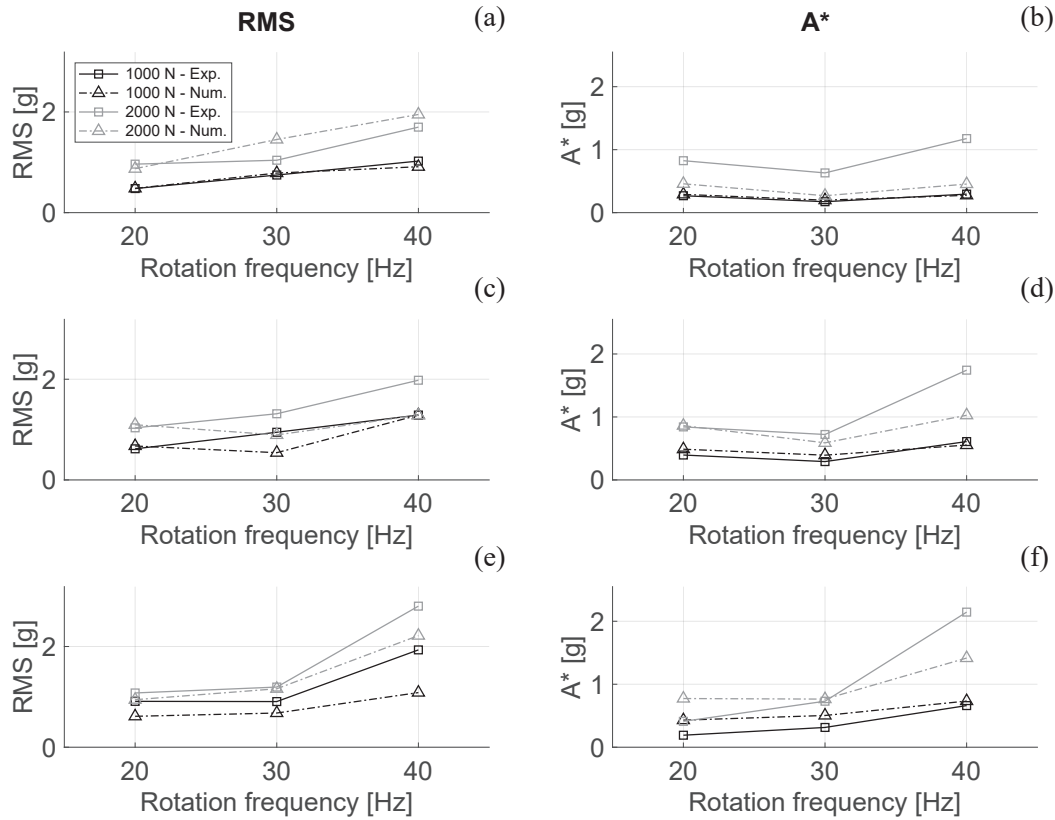 RMS
(a)
RMS [g]
2
0
1000 N - Exp.
1000 N - Num.
2000 N - Exp.
2000 N - Num.
20 30 40
Rotation frequency [Hz]
A*
(b)
A* [g]
2
1
0
20 30 40
Rotation frequency [Hz]
(c)
RMS [g]
2
0
20 30 40
Rotation frequency [Hz]
(d)
A* [g]
2
1
0
20 30 40
Rotation frequency [Hz]
(e)
RMS [g]
2
0
20 30 40
Rotation frequency [Hz]
(f)
A* [g]
2
1
0
20 30 40
Rotation frequency [Hz]